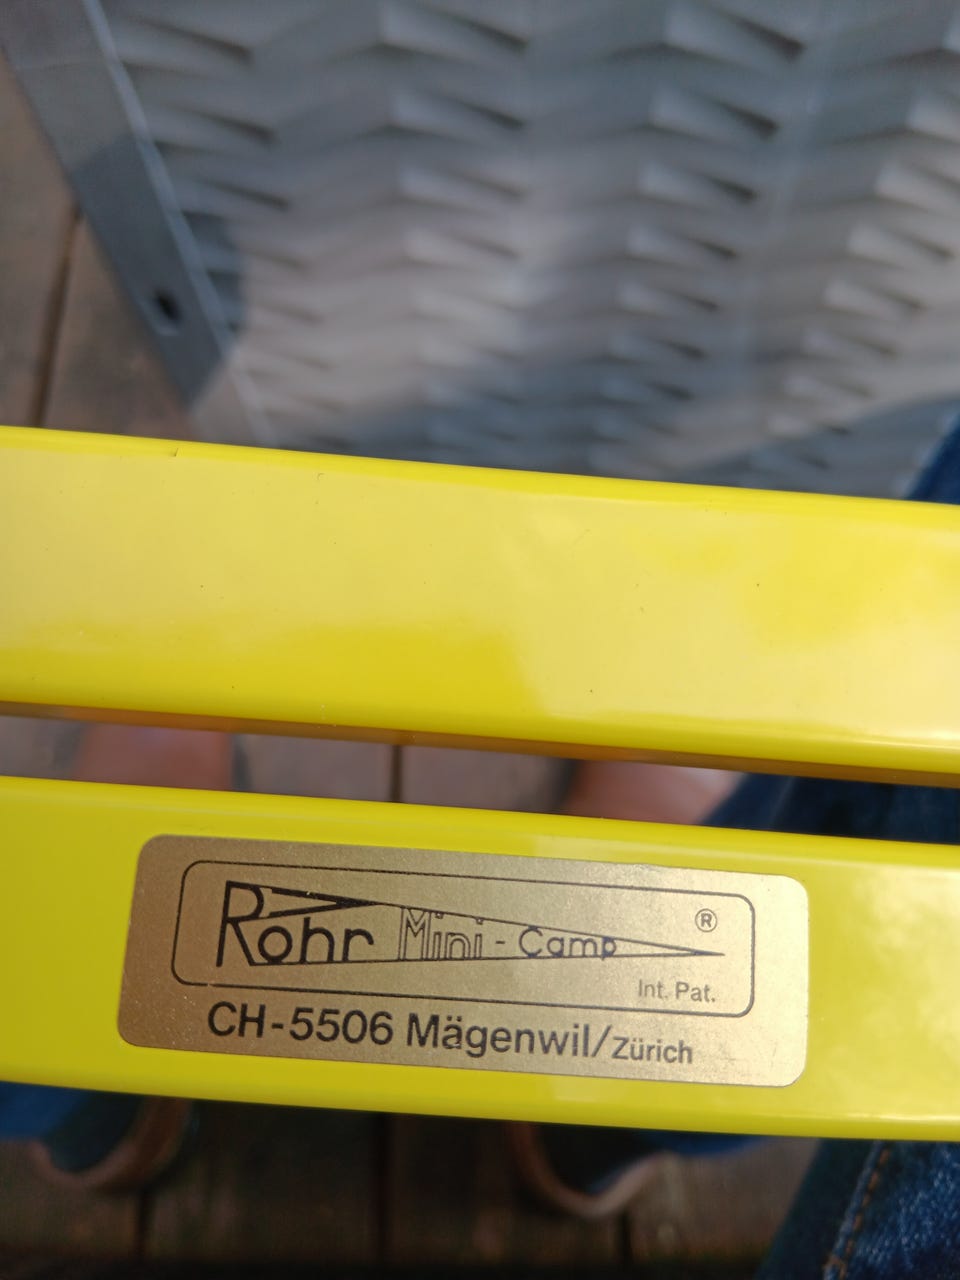 Rohr Mini-Camp ®
Int. Pat.
CH-5506 Mägenwil/Zürich